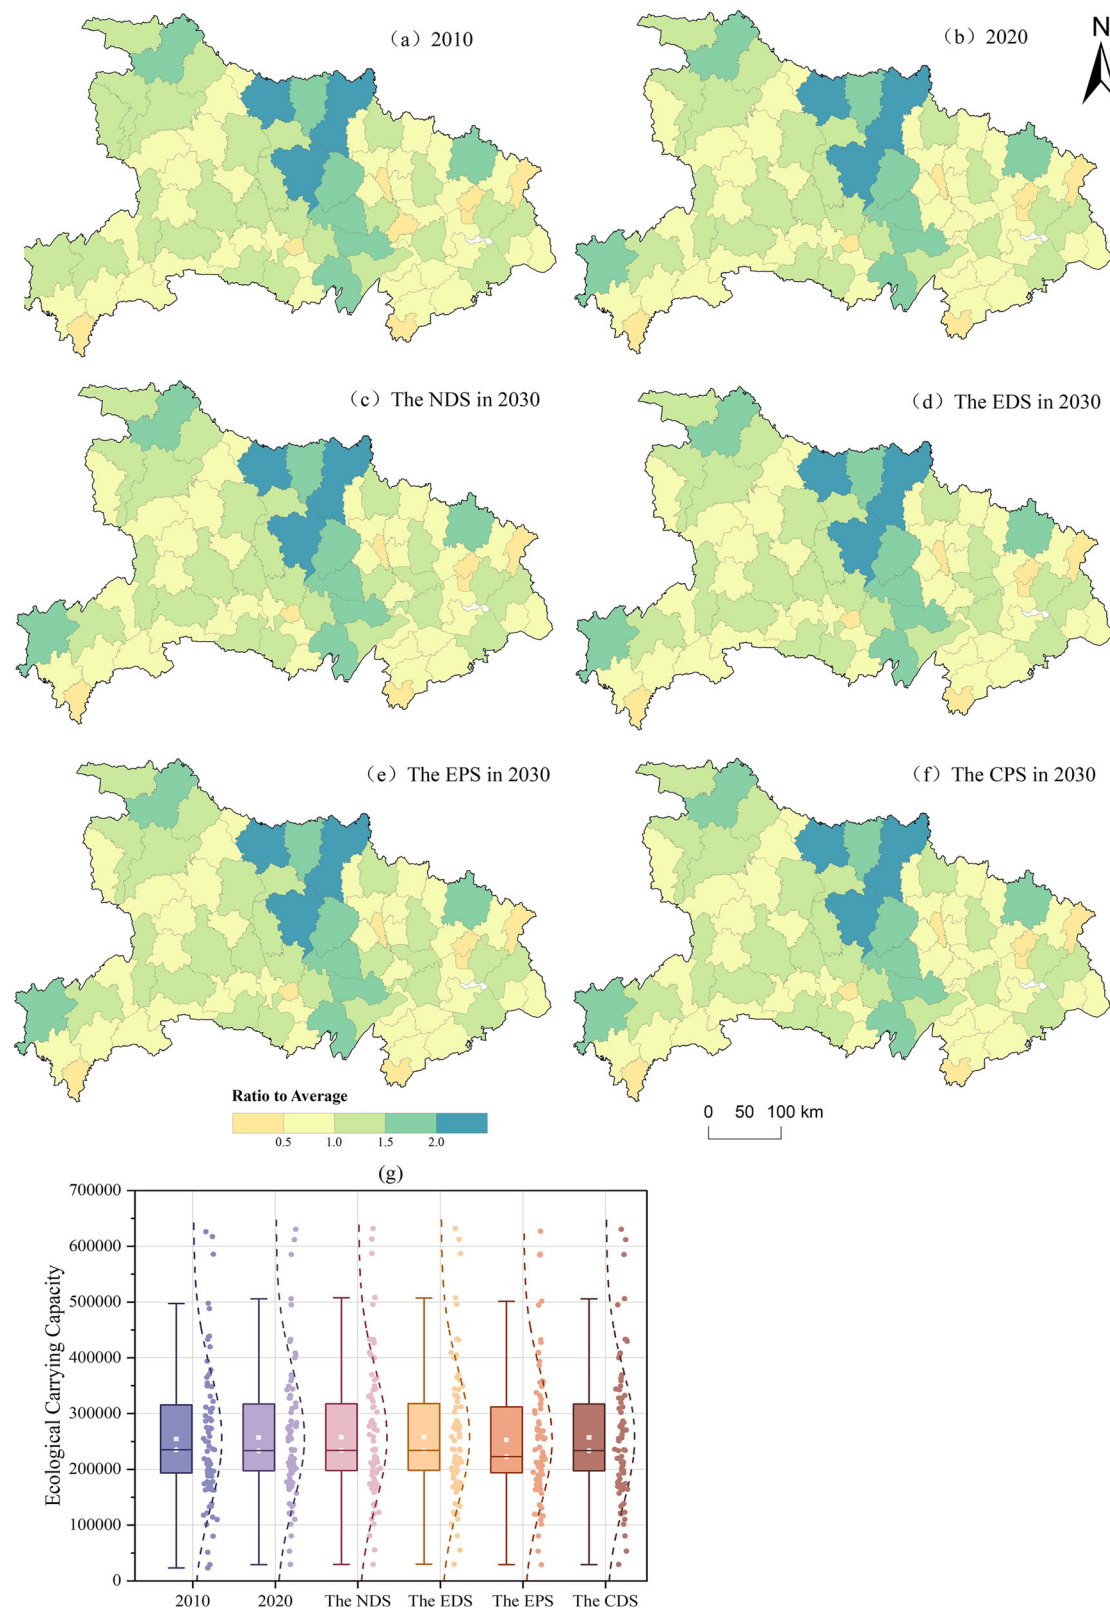 (a) 2010
(b) 2020
N
(c) The NDS in 2030
(d) The EDS in 2030
(e) The EPS in 2030
(f) The CPS in 2030
Ratio to Average
0.5 1.0 1.5 2.0
0 50 100 km
(g)
Ecological Carrying Capacity
700000
600000
500000
400000
300000
200000
100000
0
2010 2020 The NDS The EDS The EPS The CDS